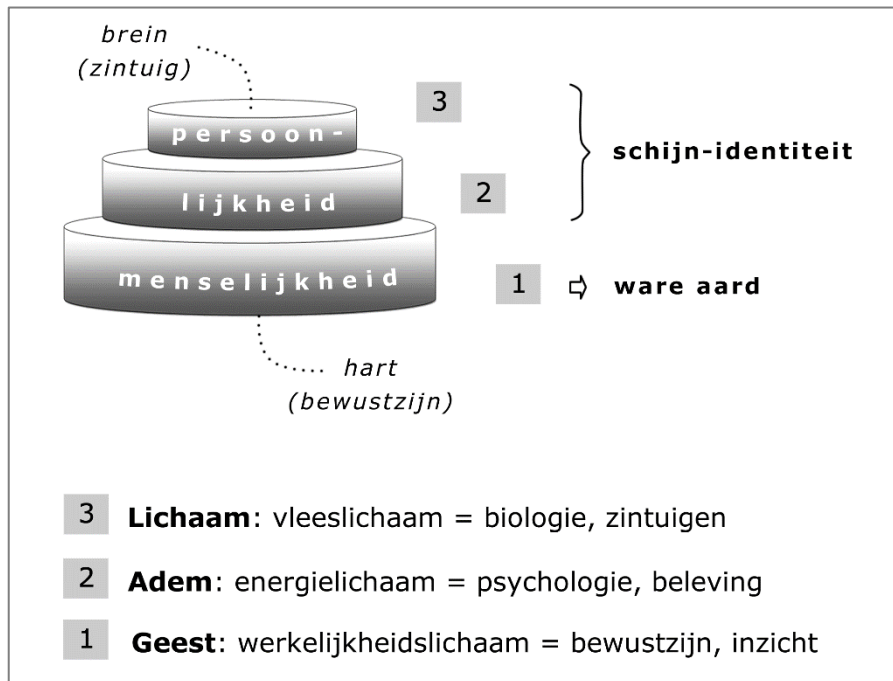 brein
(zintuig)
3
persoon-
schijn-identiteit
2
lijkheid
menselijkheid
1 ⇨ ware aard
hart
(bewustzijn)
3 Lichaam: vleeslichaam = biologie, zintuigen
2 Adem: energielichaam = psychologie, beleving
1 Geest: werkelijkheidslichaam = bewustzijn, inzicht